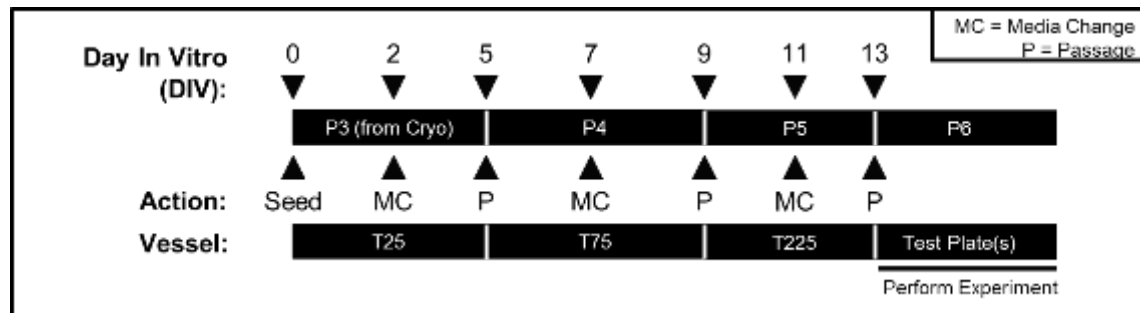 MC = Media Change
P = Passage
Day In Vitro
(DIV):
0 2 5 7 9 11 13
P3 (from Cryo) P4 P5 P6
Action: Seed MC P MC P MC P
Vessel: T25 T75 T225 Test Plate(s)
Perform Experiment